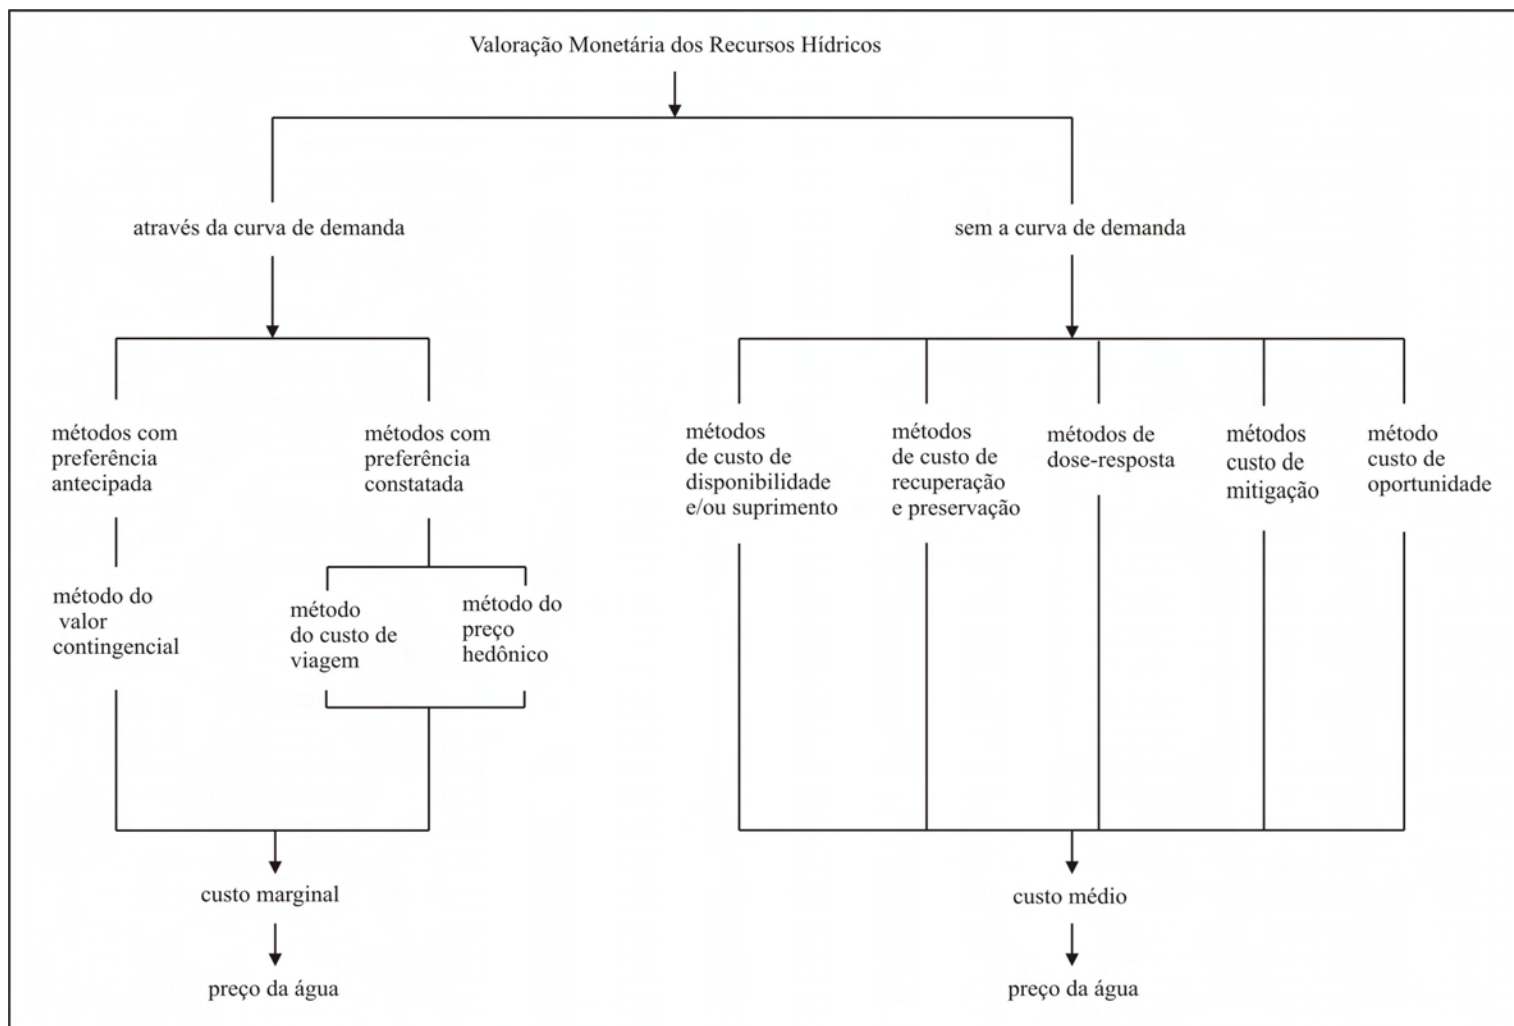 Valoração Monetária dos Recursos Hídricos
através da curva de demanda
sem a curva de demanda
métodos com
preferência
antecipada
métodos com
preferência
constatada
métodos
de custo de
disponibilidade
e/ou suprimento
métodos
de custo de
recuperação
e preservação
métodos de
dose-resposta
métodos
custo de
mitigação
método
custo de
oportunidade
método do
valor
contingencial
método
do custo de
viagem
método do
preço
hedônico
custo marginal
custo médio
preço da água
preço da água